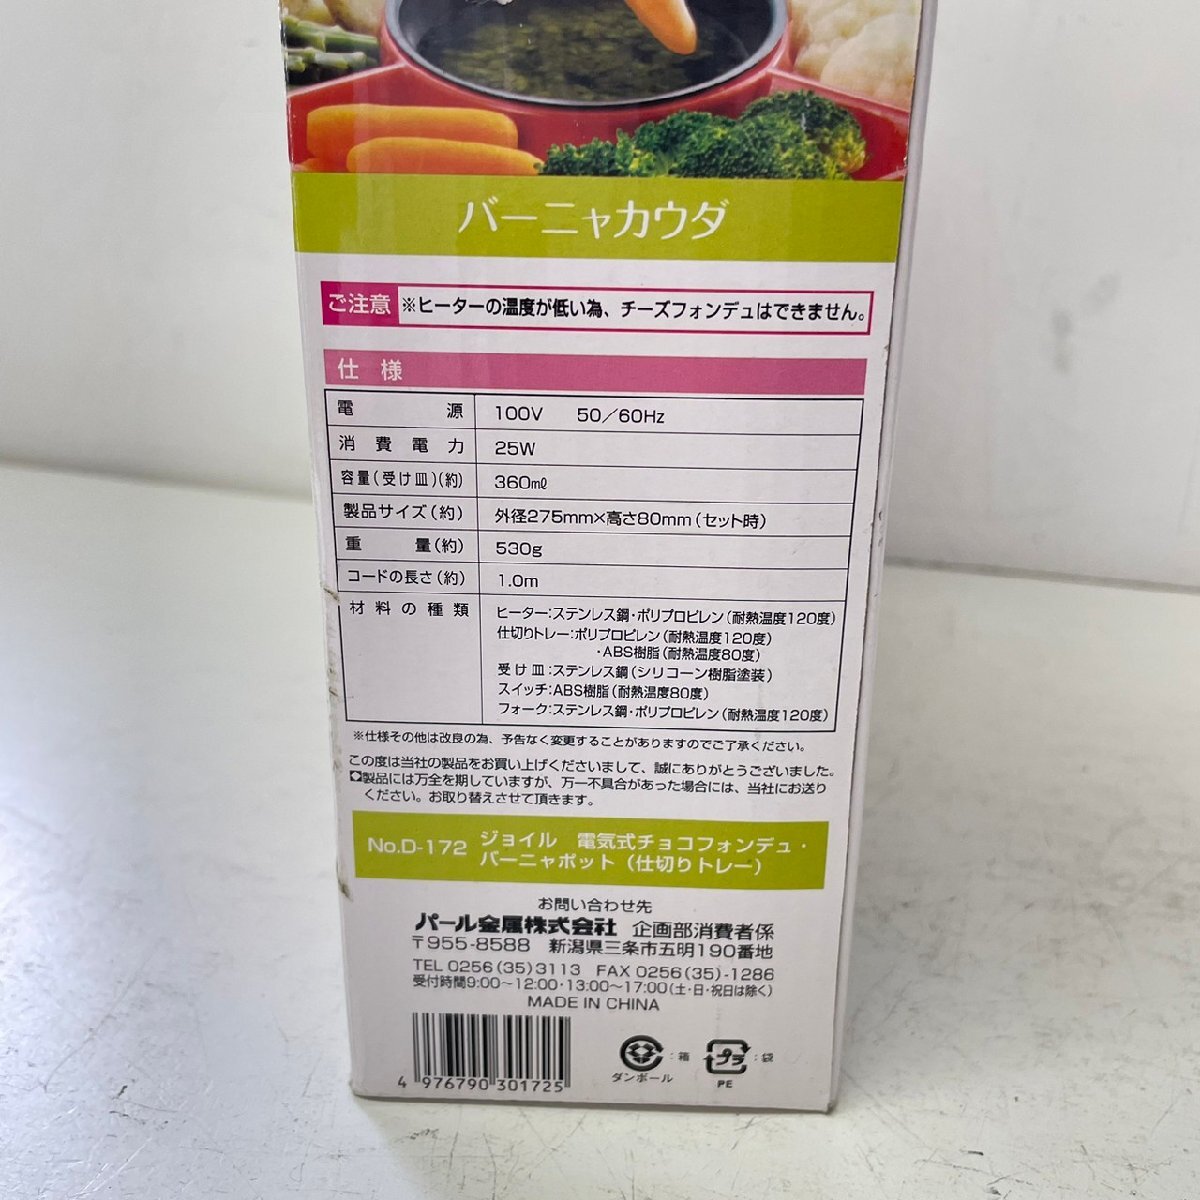 バーニャカウダ
ご注意 ※ヒーターの温度が低い為、チーズフォンデュはできません。
仕様
電源 100V 50／60Hz
消費電力 25W
容量(受け皿)(約) 360mℓ
製品サイズ(約) 外径275mm×高さ80mm(セット時)
重量(約) 530g
コードの長さ(約) 1.0m
材料の種類 ヒーター:ステンレス鋼・ポリプロピレン(耐熱温度120度)
仕切りトレー:ポリプロピレン(耐熱温度120度)
・ABS樹脂(耐熱温度80度)
受け皿:ステンレス鋼(シリコーン樹脂塗装)
スイッチ:ABS樹脂(耐熱温度80度)
フォーク:ステンレス鋼・ポリプロピレン(耐熱温度120度)
※仕様その他は改良の為、予告なく変更することがありますのでご了承ください。
この度は当社の製品をお買い上げくださいまして、誠にありがとうございました。
製品には万全を期していますが、万一不具合があった場合には、当社にお送り
ください。お取り替えさせて頂きます。
No.D-172 ジョイル 電気式チョコフォンデュ・
バーニャポット(仕切りトレー)
お問い合わせ先
パール金属株式会社 企画部消費者係
〒955-8588 新潟県三条市五明190番地
TEL 0256(35)3113 FAX 0256(35)-1286
受付時間9:00～12:00・13:00～17:00(土・日・祝日は除く)
MADE IN CHINA
4 976790 301725
:箱
ダンボール
プラ :袋
PE